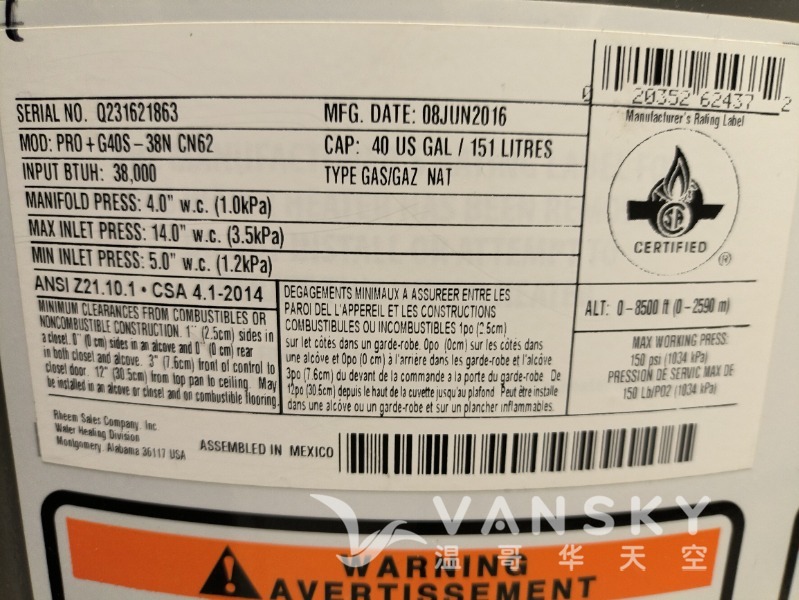 SERIAL NO. Q231621863
MFG. DATE: 08JUN2016
MOD: PRO+G40S-38N CN62
CAP: 40 US GAL / 151 LITRES
INPUT BTUH: 38,000
TYPE GAS/GAZ NAT
MANIFOLD PRESS: 4.0" w.c. (1.0kPa)
MAX INLET PRESS: 14.0" w.c. (3.5kPa)
MIN INLET PRESS: 5.0" w.c. (1.2kPa)
0 20352 62437 2
Manufacturer's Rating Label
CERTIFIED
®
ANSI Z21.10.1 • CSA 4.1-2014
MINIMUM CLEARANCES FROM COMBUSTIBLES OR
NONCOMBUSTIBLE CONSTRUCTION. 1" (2.5cm) sides in
a closet. 0" (0 cm) sides in an alcove and 0" (0 cm) rear
in both closet and alcove. 3" (7.6cm) front of control to
closet door. 12" (30.5cm) from top pan to ceiling. May
be installed in an alcove or closet and on combustible flooring.
DEGAGEMENTS MINIMAUX A ASSUREER ENTRE LES
PAROI DEL L'APPEREIL ET LES CONSTRUCTIONS
COMBUSTIBULES OU INCOMBUSTIBLES 1po (2.5cm)
sur let côtés dans un garde-robe. 0po (0cm) sur les côtés dans
une alcôve et 0po (0 cm) à l'arrière dans les garde-robe et l'alcôve
3po (7.6cm) du devant de la commande a la porte du garde-robe De
12po (30.5cm) depuis le haut de la cuvette jusqu'au plafond Peut être installe
dans une alcove ou un garde-robe et sur un plancher inflammables.
ALT: 0-8500 ft (0-2590 m)
MAX WORKING PRESS:
150 psi (1034 kPa)
PRESSION DE SERVIC MAX DE
150 Lb/PO2 (1034 kPa)
Rheem Sales Company, Inc.
Water Heating Division
Montgomery, Alabama 36117 USA
ASSEMBLED IN MEXICO
VANSKY
温哥华天空
WARNING
AVERTISSEMENT